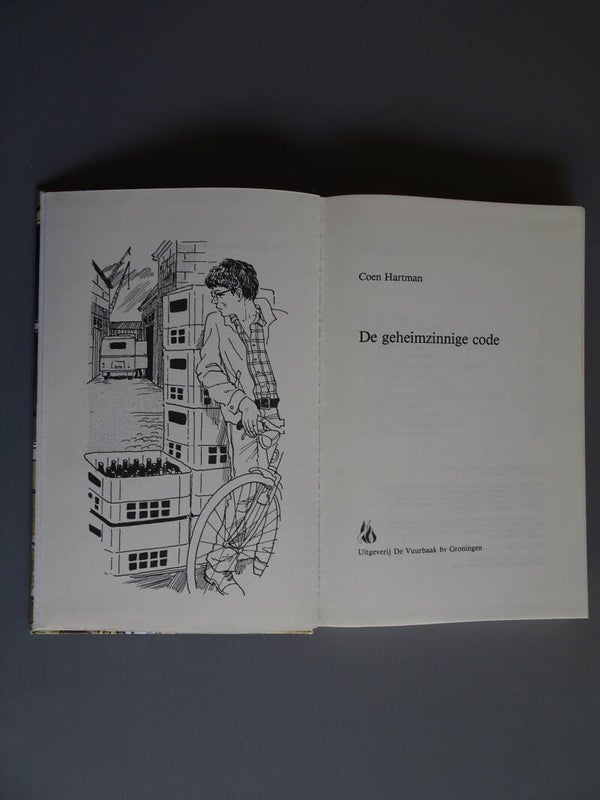 Coen Hartman
De geheimzinnige code
Uitgeverij De Vuurbaak bv Groningen